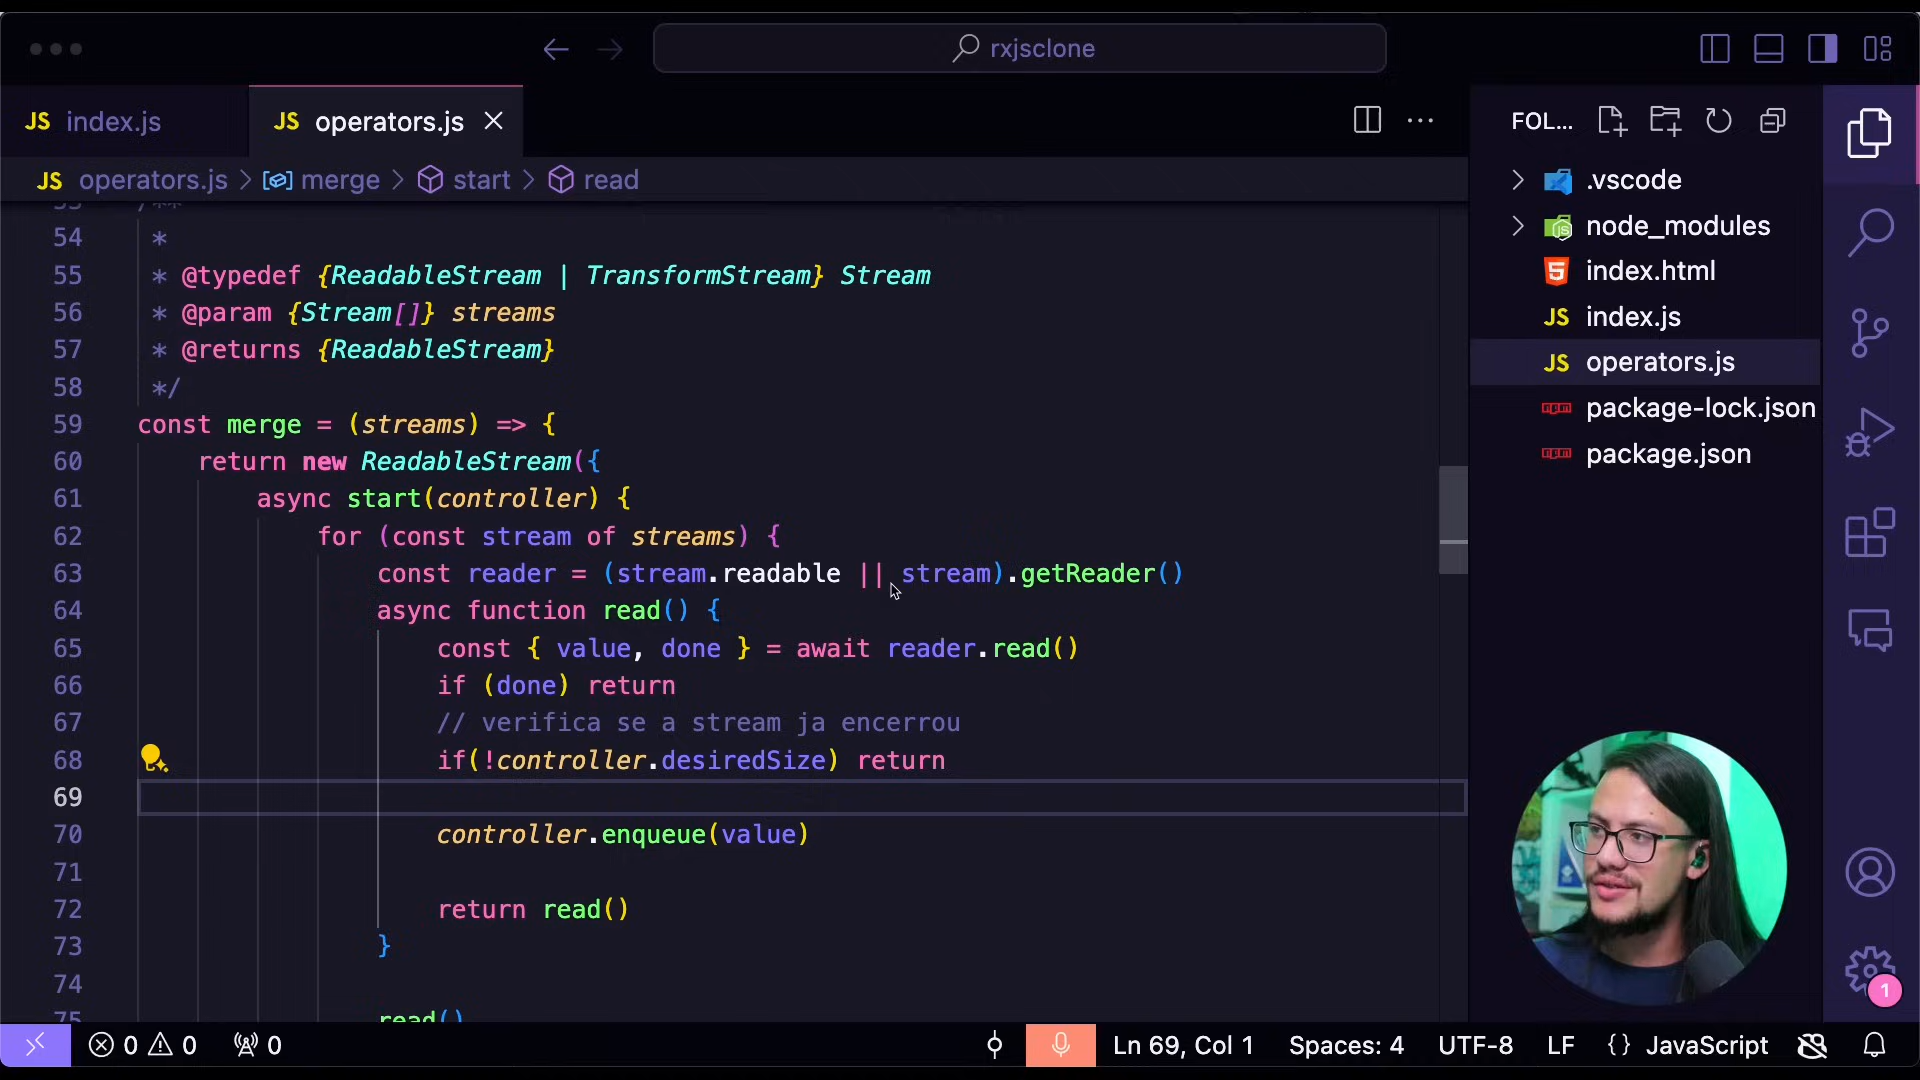 rxjsclone
JS index.js
JS operators.js
FOL...
JS operators.js > merge > start > read
53 /**
54 *
55 * @typedef {ReadableStream | TransformStream} Stream
56 * @param {Stream[]} streams
57 * @returns {ReadableStream}
58 */
59 const merge = (streams) => {
60 return new ReadableStream({
61 async start(controller) {
62 for (const stream of streams) {
63 const reader = (stream.readable || stream).getReader()
64 async function read() {
65 const { value, done } = await reader.read()
66 if (done) return
67 // verifica se a stream ja encerrou
68 if(!controller.desiredSize) return
69
70 controller.enqueue(value)
71
72 return read()
73 }
74
75 read()
.vscode
node_modules
index.html
JS index.js
JS operators.js
package-lock.json
package.json
1
0 0 0
Ln 69, Col 1
Spaces: 4
UTF-8
LF
{} JavaScript